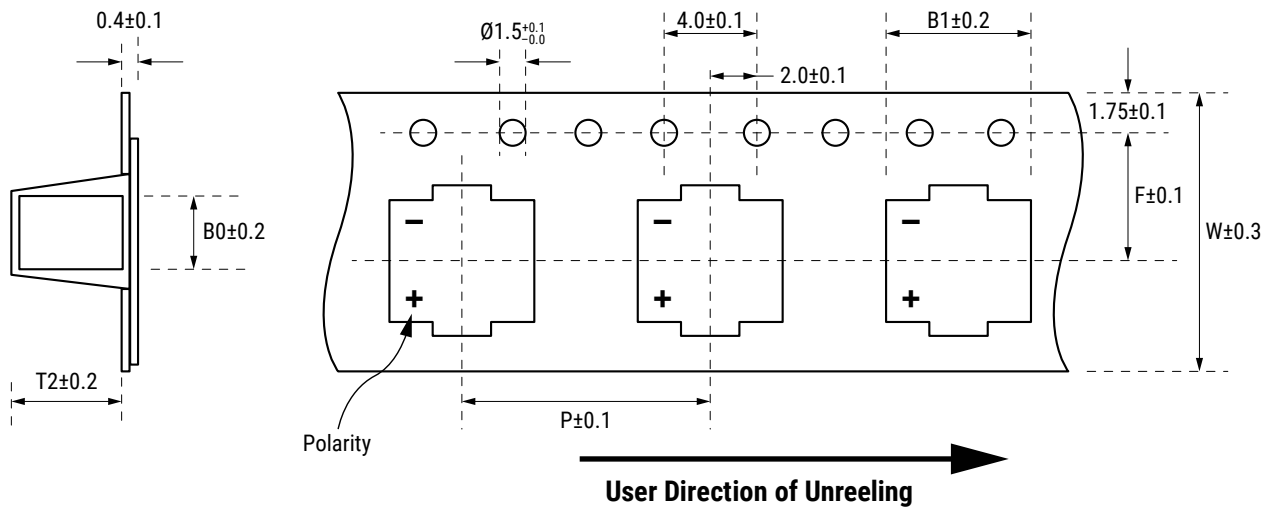 0.4±0.1
Ø1.5+0.1−0.0
4.0±0.1
B1±0.2
2.0±0.1
1.75±0.1
F±0.1
B0±0.2
W±0.3
−
−
−
+
+
+
T2±0.2
P±0.1
Polarity
User Direction of Unreeling